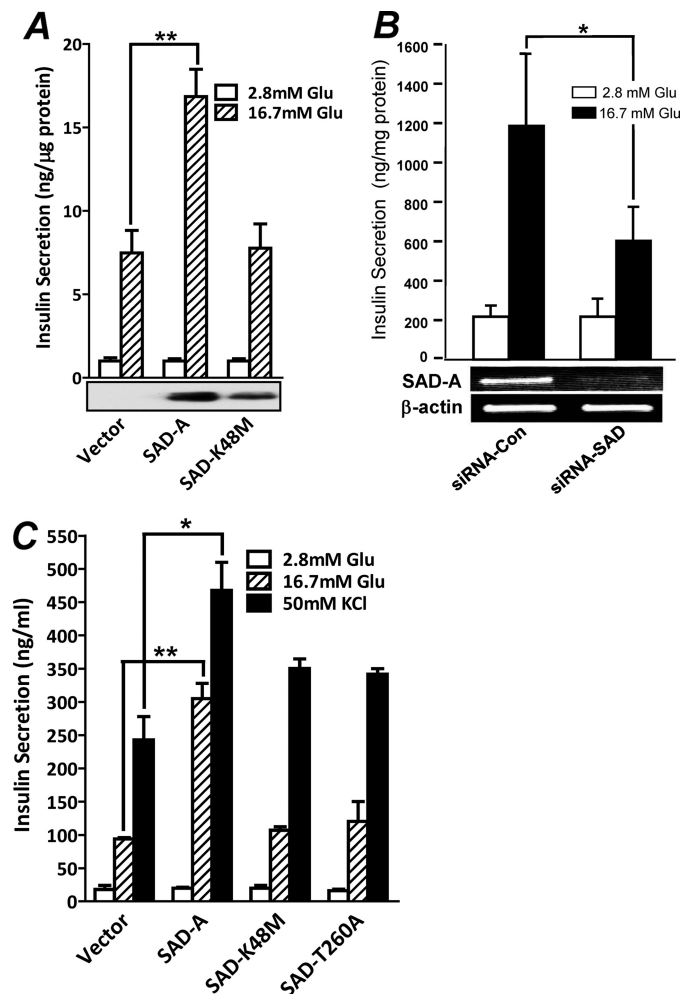 A
**
20
15
10
5
0
Insulin Secretion (ng/µg protein)
2.8mM Glu
16.7mM Glu
Vector
SAD-A
SAD-K48M
B
*
1600
1400
1200
1000
800
600
400
200
0
Insulin Secretion (ng/mg protein)
2.8 mM Glu
16.7 mM Glu
SAD-A
β-actin
siRNA-Con
siRNA-SAD
C
*
**
550
500
450
400
350
300
250
200
150
100
50
0
Insulin Secretion (ng/ml)
2.8mM Glu
16.7mM Glu
50mM KCl
Vector
SAD-A
SAD-K48M
SAD-T260A